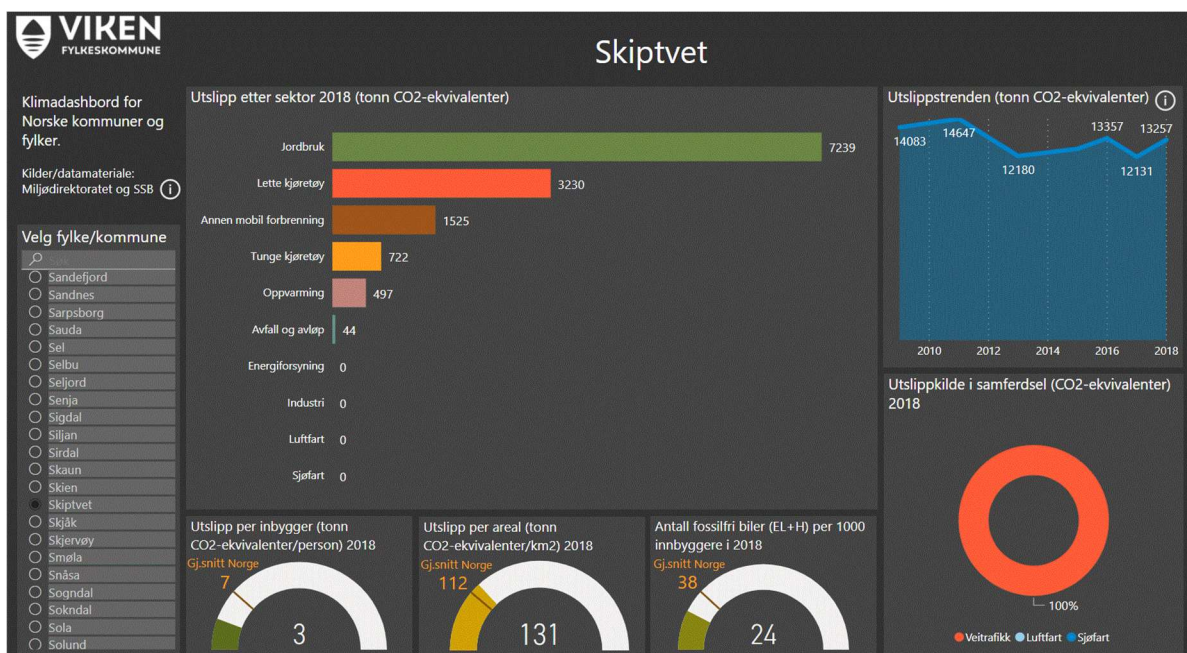 VIKEN
FYLKESKOMMUNE
Skiptvet
Klimadashbord for
Norske kommuner og
fylker.
Kilder/datamateriale:
Miljødirektoratet og SSB
Velg fylke/kommune
Sandefjord
Sandnes
Sarpsborg
Sauda
Sel
Selbu
Seljord
Senja
Sigdal
Siljan
Sirdal
Skaun
Skien
Skiptvet
Skjåk
Skjervøy
Smøla
Snåsa
Sogndal
Sokndal
Sola
Solund
Utslipp etter sektor 2018 (tonn CO2-ekvivalenter)
Jordbruk 7239
Lette kjøretøy 3230
Annen mobil forbrenning 1525
Tunge kjøretøy 722
Oppvarming 497
Avfall og avløp 44
Energiforsyning 0
Industri 0
Luftfart 0
Sjøfart 0
Utslipp per inbygger (tonn
CO2-ekvivalenter/person) 2018
Gj.snitt Norge
7
3
Utslipp per areal (tonn
CO2-ekvivalenter/km2) 2018
Gj.snitt Norge
112
131
Antall fossilfri biler (EL+H) per 1000
innbyggere i 2018
Gj.snitt Norge
38
24
Utslippstrenden (tonn CO2-ekvivalenter)
14083 14647 12180 13357 12131 13257
2010 2012 2014 2016 2018
Utslippkilde i samferdsel (CO2-ekvivalenter)
2018
100%
Veitrafikk Luftfart Sjøfart